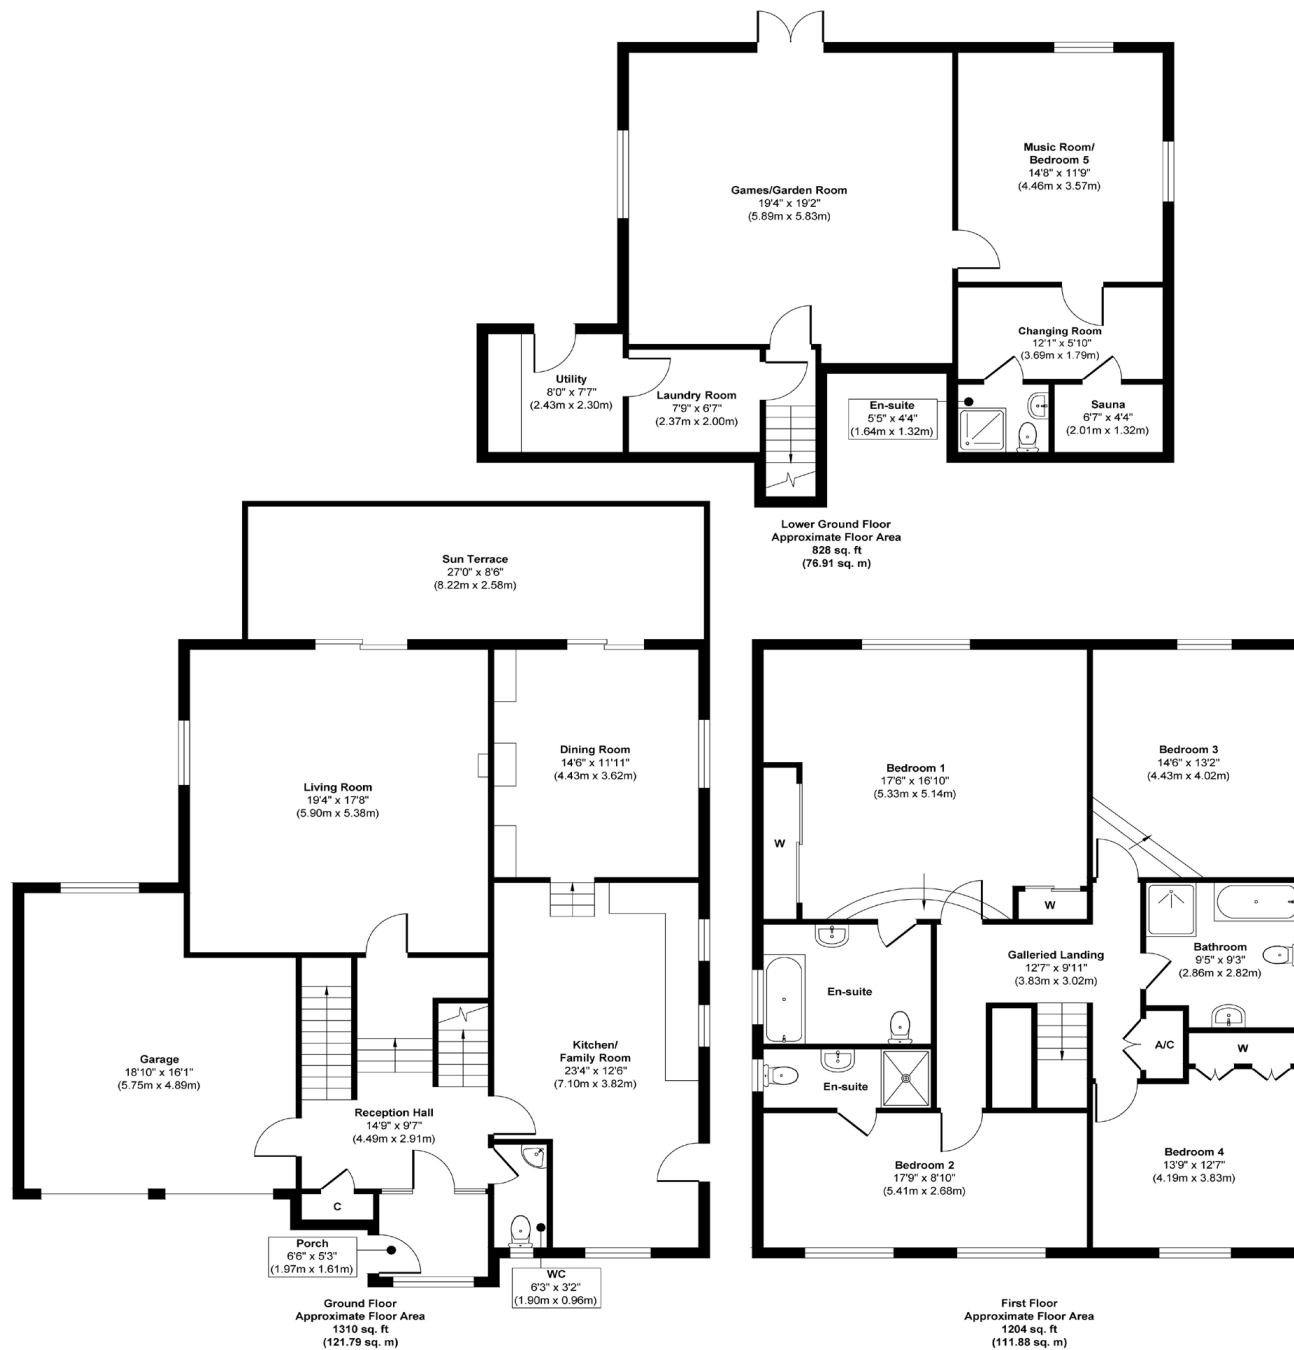 Games/Garden Room
19'4" x 19'2"
(5.89m x 5.83m)
Music Room/
Bedroom 5
14'8" x 11'9"
(4.46m x 3.57m)
Changing Room
12'1" x 5'10"
(3.69m x 1.79m)
Utility
8'0" x 7'7"
(2.43m x 2.30m)
Laundry Room
7'9" x 6'7"
(2.37m x 2.00m)
En-suite
5'5" x 4'4"
(1.64m x 1.32m)
Sauna
6'7" x 4'4"
(2.01m x 1.32m)
Lower Ground Floor
Approximate Floor Area
828 sq. ft
(76.91 sq. m)
Sun Terrace
27'0" x 8'6"
(8.22m x 2.58m)
Living Room
19'4" x 17'8"
(5.90m x 5.38m)
Dining Room
14'6" x 11'11"
(4.43m x 3.62m)
Garage
18'10" x 16'1"
(5.75m x 4.89m)
Kitchen/
Family Room
23'4" x 12'6"
(7.10m x 3.82m)
Reception Hall
14'9" x 9'7"
(4.49m x 2.91m)
C
Porch
6'6" x 5'3"
(1.97m x 1.61m)
WC
6'3" x 3'2"
(1.90m x 0.96m)
Ground Floor
Approximate Floor Area
1310 sq. ft
(121.79 sq. m)
Bedroom 1
17'6" x 16'10"
(5.33m x 5.14m)
W
W
Bedroom 3
14'6" x 13'2"
(4.43m x 4.02m)
En-suite
Galleried Landing
12'7" x 9'11"
(3.83m x 3.02m)
Bathroom
9'5" x 9'3"
(2.86m x 2.82m)
A/C
W
En-suite
Bedroom 2
17'9" x 8'10"
(5.41m x 2.68m)
Bedroom 4
13'9" x 12'7"
(4.19m x 3.83m)
First Floor
Approximate Floor Area
1204 sq. ft
(111.88 sq. m)